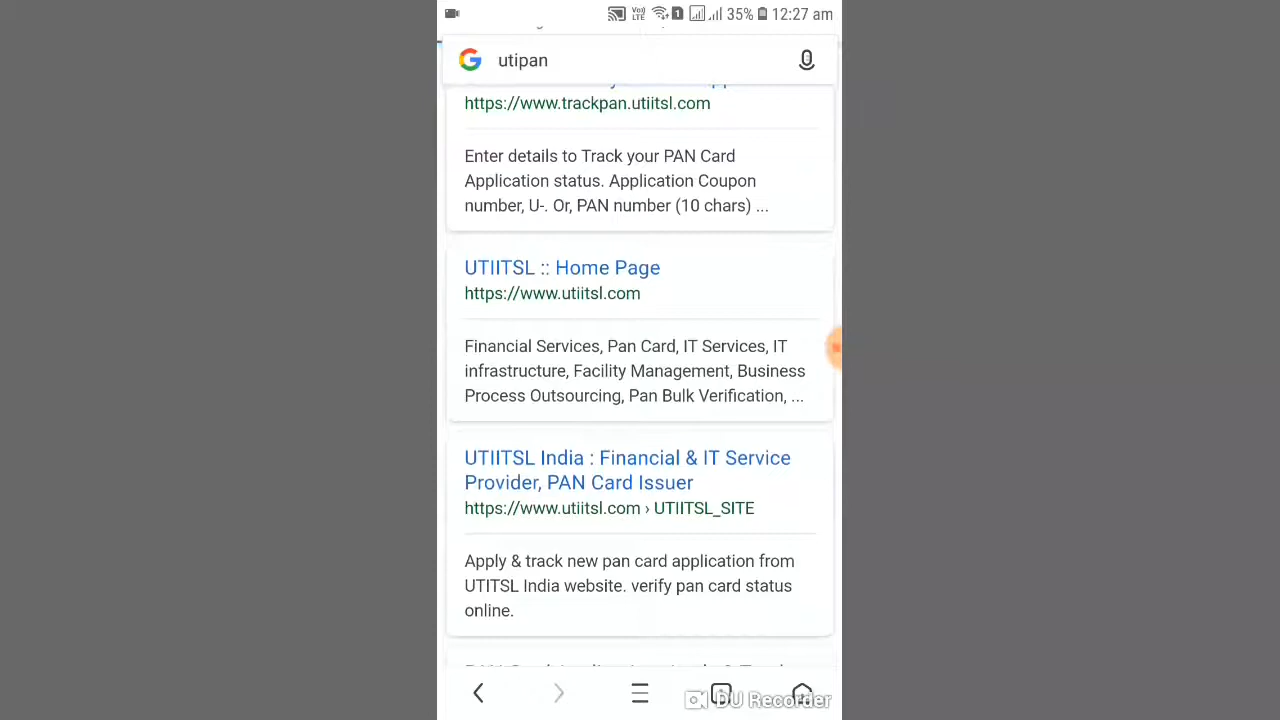 35% 12:27 am
utipan
https://www.trackpan.utiitsl.com
Enter details to Track your PAN Card
Application status. Application Coupon
number, U-. Or, PAN number (10 chars) ...
UTIITSL :: Home Page
https://www.utiitsl.com
Financial Services, Pan Card, IT Services, IT
infrastructure, Facility Management, Business
Process Outsourcing, Pan Bulk Verification, ...
UTIITSL India : Financial & IT Service
Provider, PAN Card Issuer
https://www.utiitsl.com › UTIITSL_SITE
Apply & track new pan card application from
UTITSL India website. verify pan card status
online.
DU Recorder